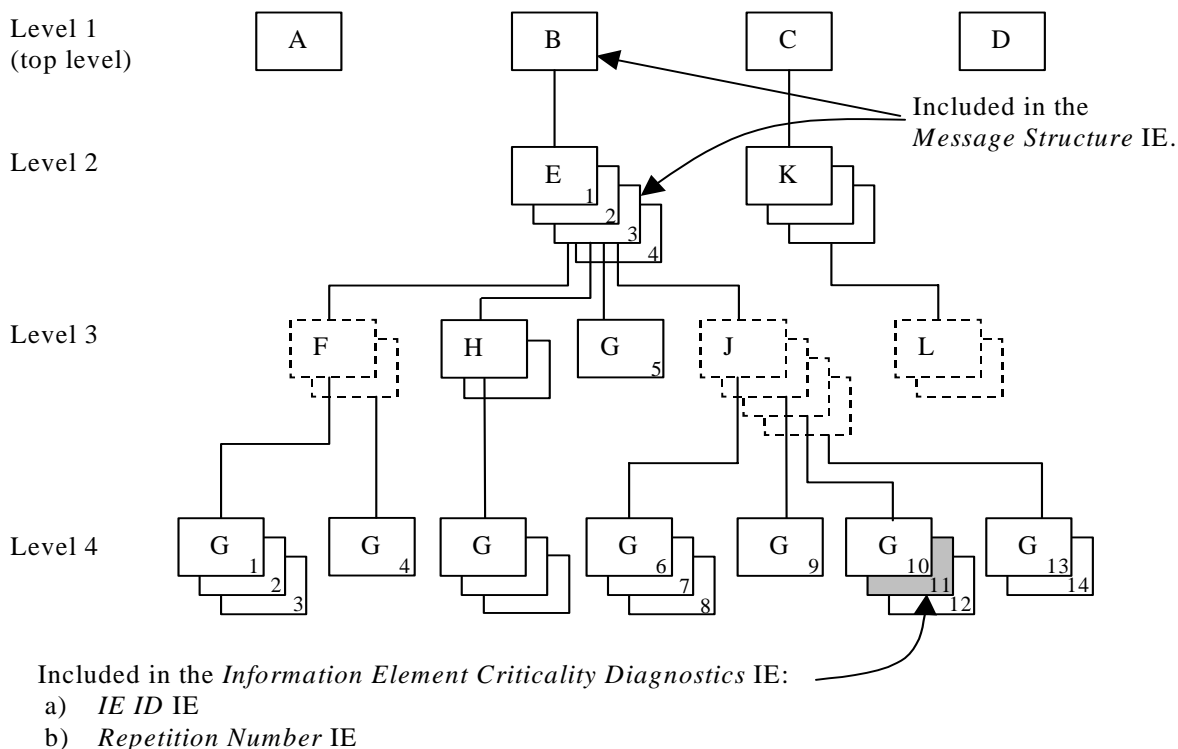 Level 1
(top level)
A
B
C
D
Included in the
Message Structure IE.
Level 2
E
1
2
3
4
K
Level 3
F
H
G
5
J
L
Level 4
G
1
2
3
G
4
G
G
6
7
8
G
9
G
10
11
12
G
13
14
Included in the Information Element Criticality Diagnostics IE:
a) IE ID IE
b) Repetition Number IE